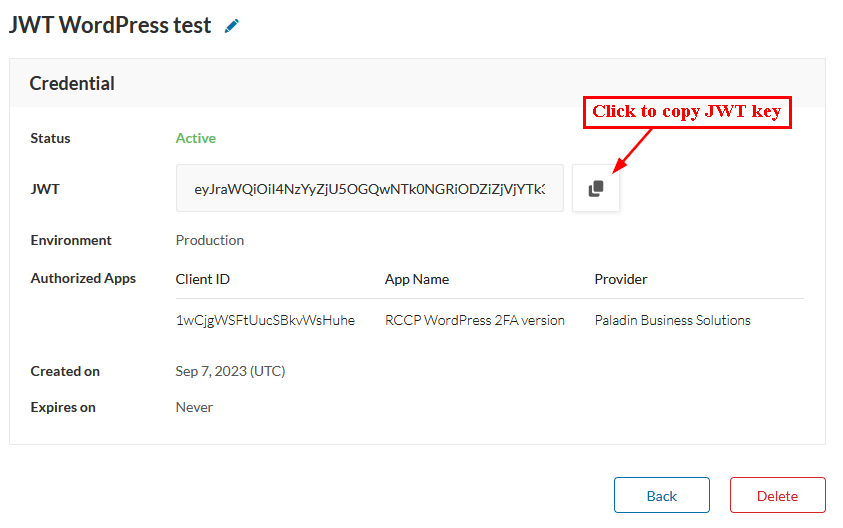 JWT WordPress test
Credential
Click to copy JWT key
Status Active
JWT eyJraWQiOiI4NzYyZjU5OGQwNTk0NGRiODZiZjVjYTk3
Environment Production
Authorized Apps Client ID App Name Provider
1wCjgWSFtUucSBkvWsHuhe RCCP WordPress 2FA version Paladin Business Solutions
Created on Sep 7, 2023 (UTC)
Expires on Never
Back Delete